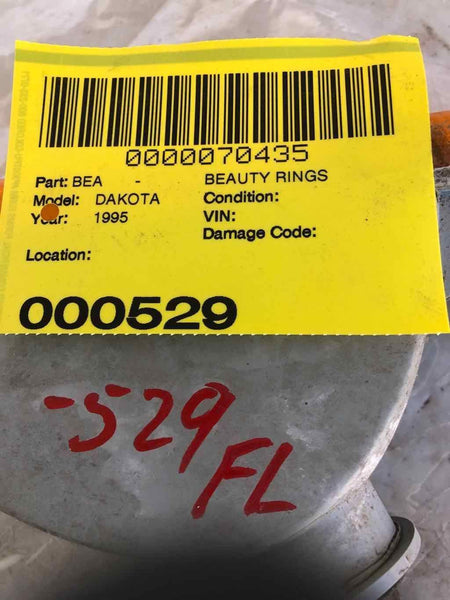 0000070435
Part: BEA - BEAUTY RINGS
Model: DAKOTA Condition:
Year: 1995 VIN:
Damage Code:
Location:
000529
-529
FL